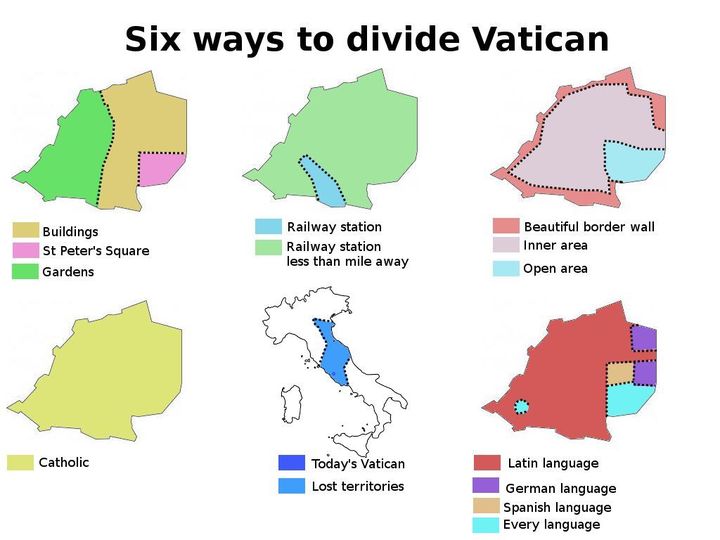 Six ways to divide Vatican
Buildings
St Peter's Square
Gardens
Railway station
Railway station
less than mile away
Beautiful border wall
Inner area
Open area
Catholic
Today's Vatican
Lost territories
Latin language
German language
Spanish language
Every language